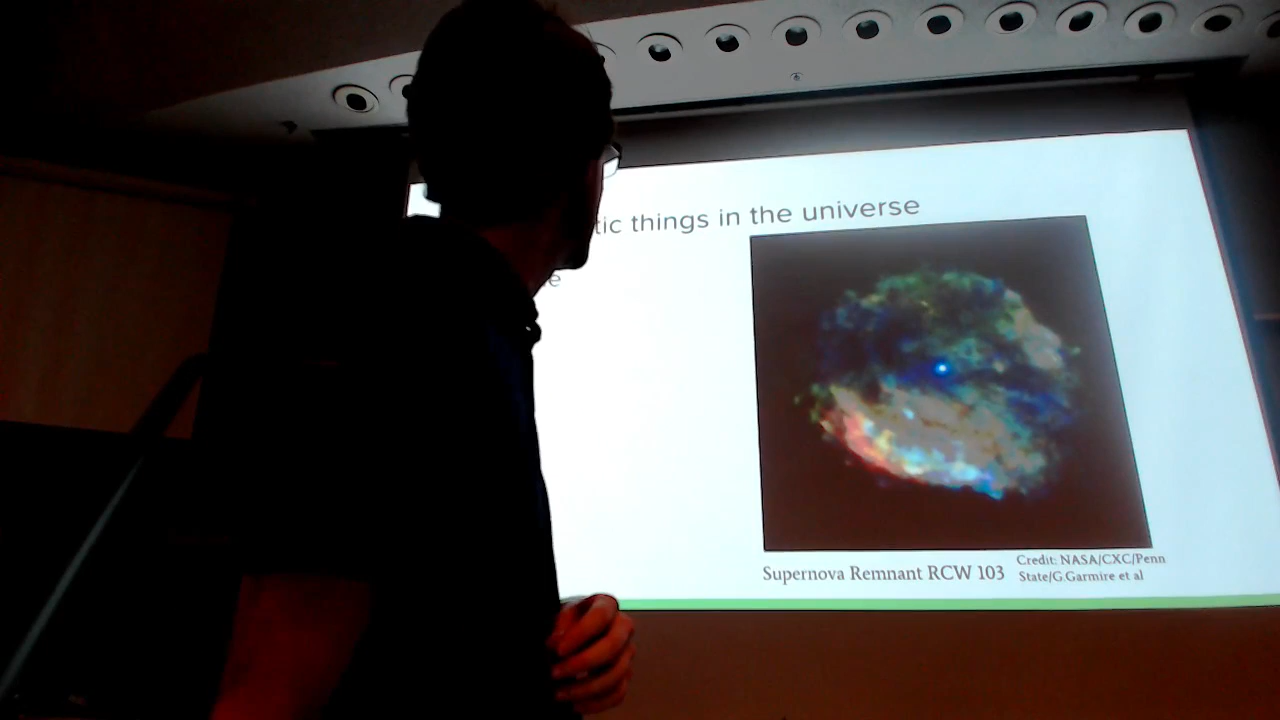 tic things in the universe
e
Supernova Remnant RCW 103
Credit: NASA/CXC/Penn
State/G.Garmire et al